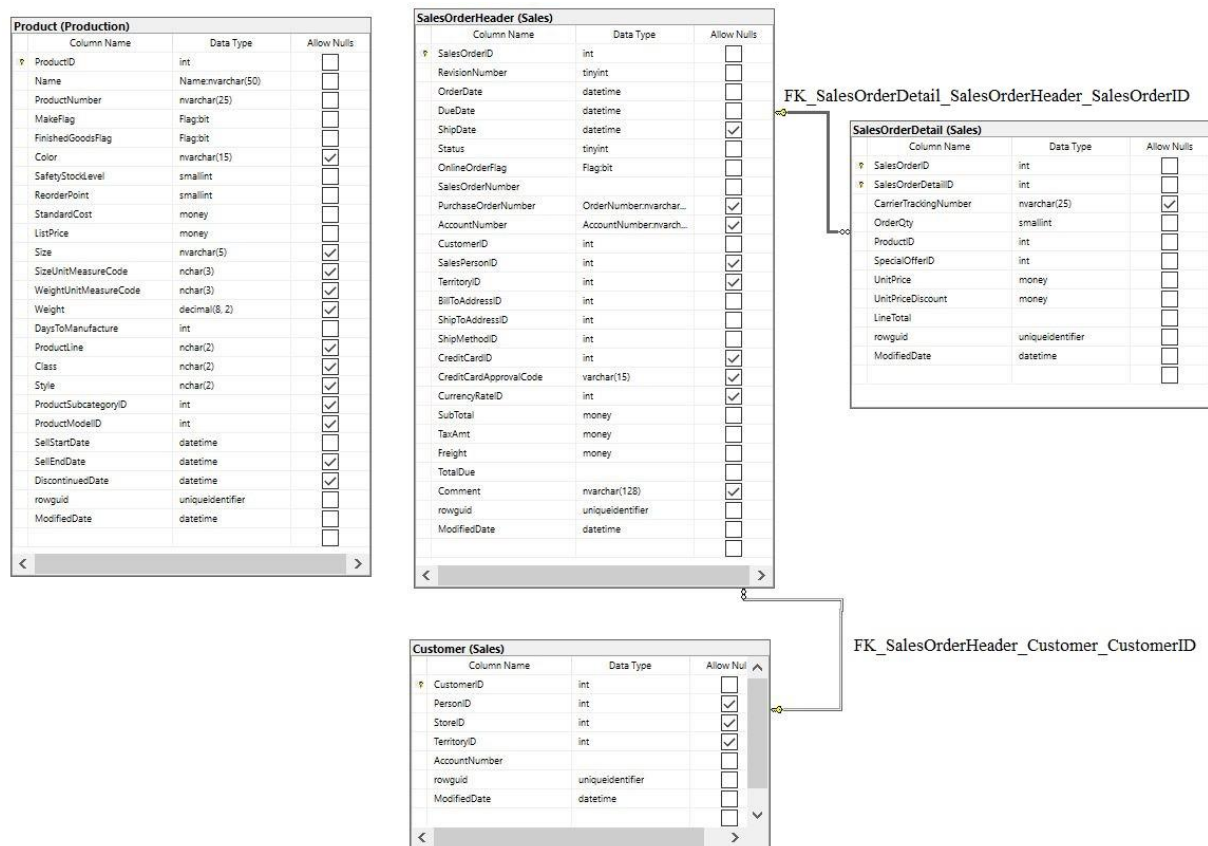 Product (Production)
Column Name Data Type Allow Nulls
ProductID int
Name Name:nvarchar(50)
ProductNumber nvarchar(25)
MakeFlag Flag:bit
FinishedGoodsFlag Flag:bit
Color nvarchar(15)
SafetyStockLevel smallint
ReorderPoint smallint
StandardCost money
ListPrice money
Size nvarchar(5)
SizeUnitMeasureCode nchar(3)
WeightUnitMeasureCode nchar(3)
Weight decimal(8, 2)
DaysToManufacture int
ProductLine nchar(2)
Class nchar(2)
Style nchar(2)
ProductSubcategoryID int
ProductModelID int
SellStartDate datetime
SellEndDate datetime
DiscontinuedDate datetime
rowguid uniqueidentifier
ModifiedDate datetime
SalesOrderHeader (Sales)
Column Name Data Type Allow Nulls
SalesOrderID int
RevisionNumber tinyint
OrderDate datetime
DueDate datetime
ShipDate datetime
Status tinyint
OnlineOrderFlag Flag:bit
SalesOrderNumber
PurchaseOrderNumber OrderNumber:nvarchar...
AccountNumber AccountNumber:nvarch...
CustomerID int
SalesPersonID int
TerritoryID int
BillToAddressID int
ShipToAddressID int
ShipMethodID int
CreditCardID int
CreditCardApprovalCode varchar(15)
CurrencyRateID int
SubTotal money
TaxAmt money
Freight money
TotalDue
Comment nvarchar(128)
rowguid uniqueidentifier
ModifiedDate datetime
FK_SalesOrderDetail_SalesOrderHeader_SalesOrderID
SalesOrderDetail (Sales)
Column Name Data Type Allow Nulls
SalesOrderID int
SalesOrderDetailID int
CarrierTrackingNumber nvarchar(25)
OrderQty smallint
ProductID int
SpecialOfferID int
UnitPrice money
UnitPriceDiscount money
LineTotal
rowguid uniqueidentifier
ModifiedDate datetime
Customer (Sales)
Column Name Data Type Allow Nul
CustomerID int
PersonID int
StoreID int
TerritoryID int
AccountNumber
rowguid uniqueidentifier
ModifiedDate datetime
FK_SalesOrderHeader_Customer_CustomerID